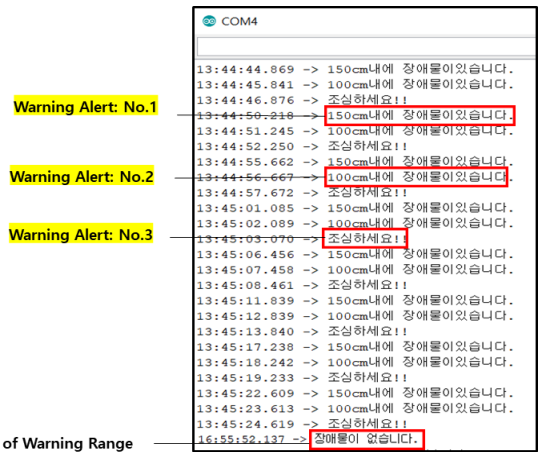 COM4
13:44:44.869 -> 150cm내에 장애물이있습니다.
13:44:45.841 -> 100cm내에 장애물이있습니다.
13:44:46.876 -> 조심하세요!!
Warning Alert: No.1
13:44:50.218 -> 150cm내에 장애물이있습니다.
13:44:51.245 -> 100cm내에 장애물이있습니다.
13:44:52.250 -> 조심하세요!!
13:44:55.662 -> 150cm내에 장애물이있습니다.
Warning Alert: No.2
13:44:56.667 -> 100cm내에 장애물이있습니다.
13:44:57.672 -> 조심하세요!!
13:45:01.085 -> 150cm내에 장애물이있습니다.
13:45:02.089 -> 100cm내에 장애물이있습니다.
Warning Alert: No.3
13:45:03.070 -> 조심하세요!!
13:45:06.456 -> 150cm내에 장애물이있습니다.
13:45:07.458 -> 100cm내에 장애물이있습니다.
13:45:08.461 -> 조심하세요!!
13:45:11.839 -> 150cm내에 장애물이있습니다.
13:45:12.839 -> 100cm내에 장애물이있습니다.
13:45:13.840 -> 조심하세요!!
13:45:17.238 -> 150cm내에 장애물이있습니다.
13:45:18.242 -> 100cm내에 장애물이있습니다.
13:45:19.233 -> 조심하세요!!
13:45:22.609 -> 150cm내에 장애물이있습니다.
13:45:23.613 -> 100cm내에 장애물이있습니다.
13:45:24.619 -> 조심하세요!!
of Warning Range
16:55:52.137 -> 장애물이 없습니다.